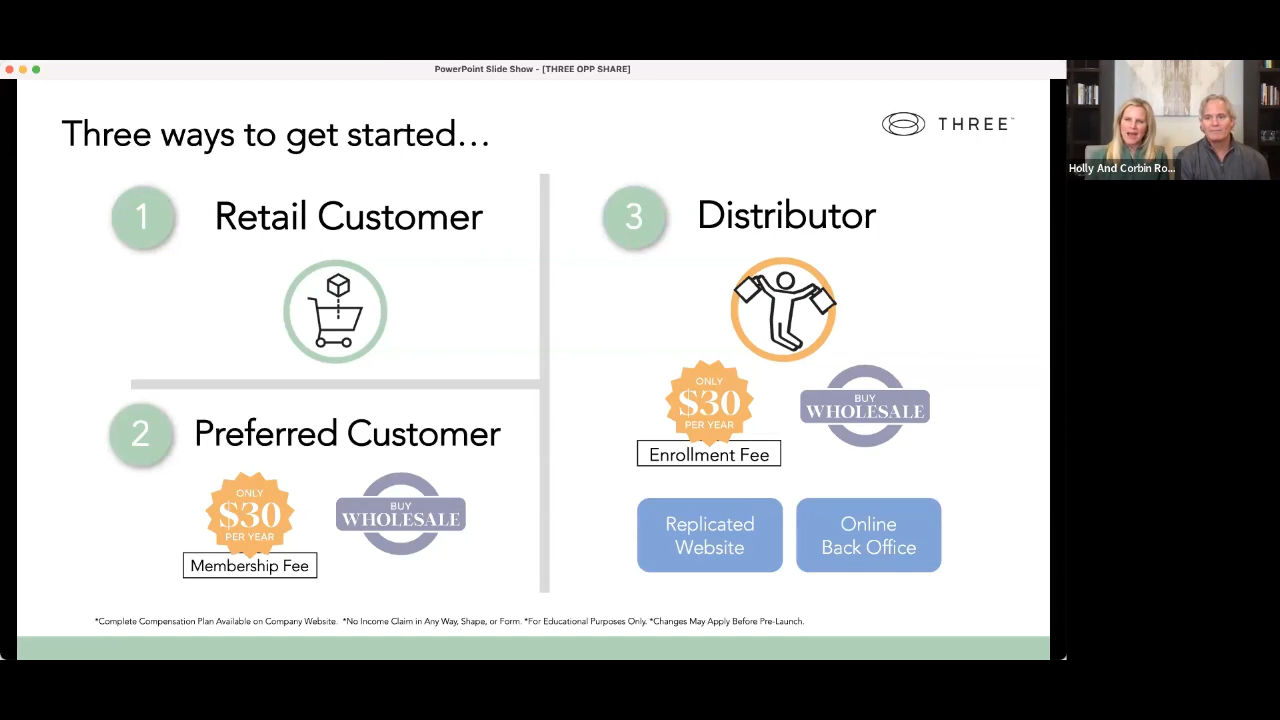 PowerPoint Slide Show - [THREE OPP SHARE]
Three ways to get started...
THREE™
1
Retail Customer
2
Preferred Customer
ONLY
$30
PER YEAR
Membership Fee
BUY
WHOLESALE
3
Distributor
ONLY
$30
PER YEAR
Enrollment Fee
BUY
WHOLESALE
Replicated
Website
Online
Back Office
*Complete Compensation Plan Available on Company Website. *No Income Claim in Any Way, Shape, or Form. *For Educational Purposes Only. *Changes May Apply Before Pre-Launch.
Holly And Corbin Ro...